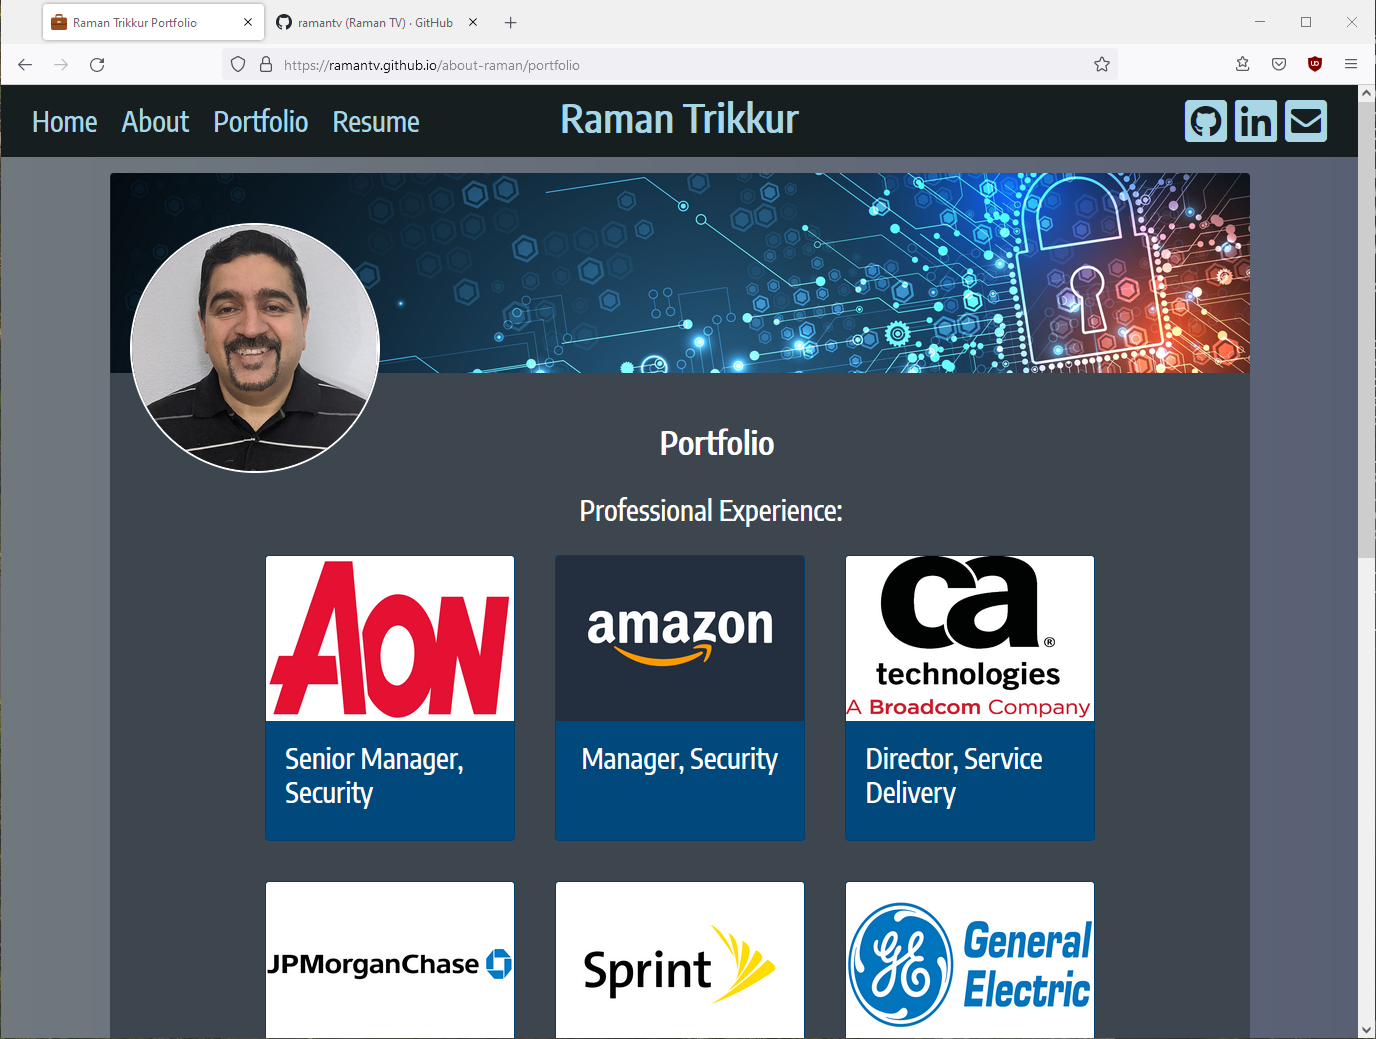 Raman Trikkur Portfolio
ramantv (Raman TV) · GitHub
https://ramantv.github.io/about-raman/portfolio
Home About Portfolio Resume
Raman Trikkur
in
Portfolio
Professional Experience:
AON
Senior Manager,
Security
amazon
Manager, Security
ca®
technologies
A Broadcom Company
Director, Service
Delivery
JPMorganChase
Sprint
GE
General
Electric